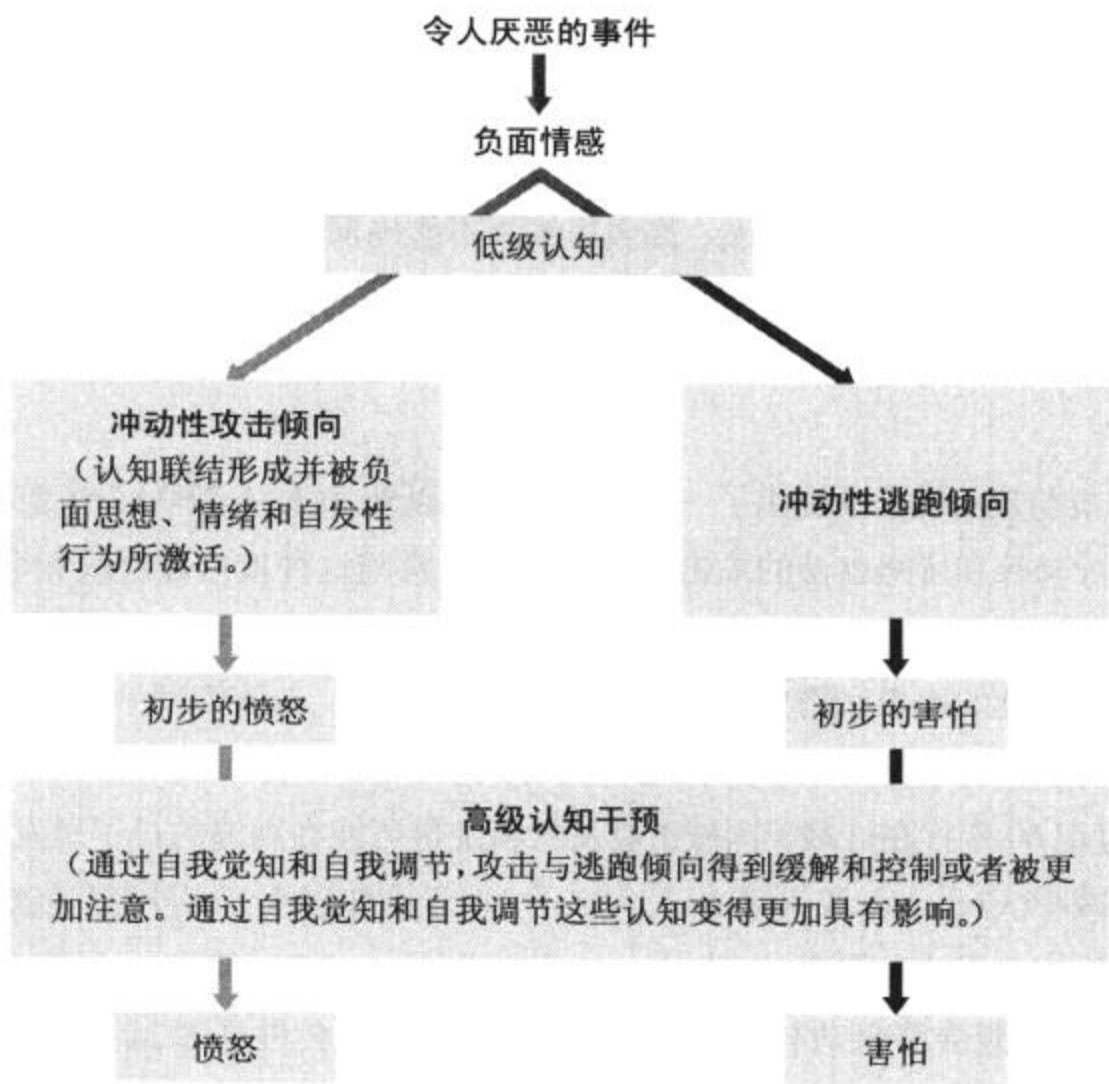 令人厌恶的事件
负面情感
低级认知
冲动性攻击倾向
（认知联结形成并被负
面思想、情绪和自发性
行为所激活。）
冲动性逃跑倾向
初步的愤怒
初步的害怕
高级认知干预
（通过自我觉知和自我调节，攻击与逃跑倾向得到缓解和控制或者被更
加注意。通过自我觉知和自我调节这些认知变得更加具有影响。）
愤怒
害怕